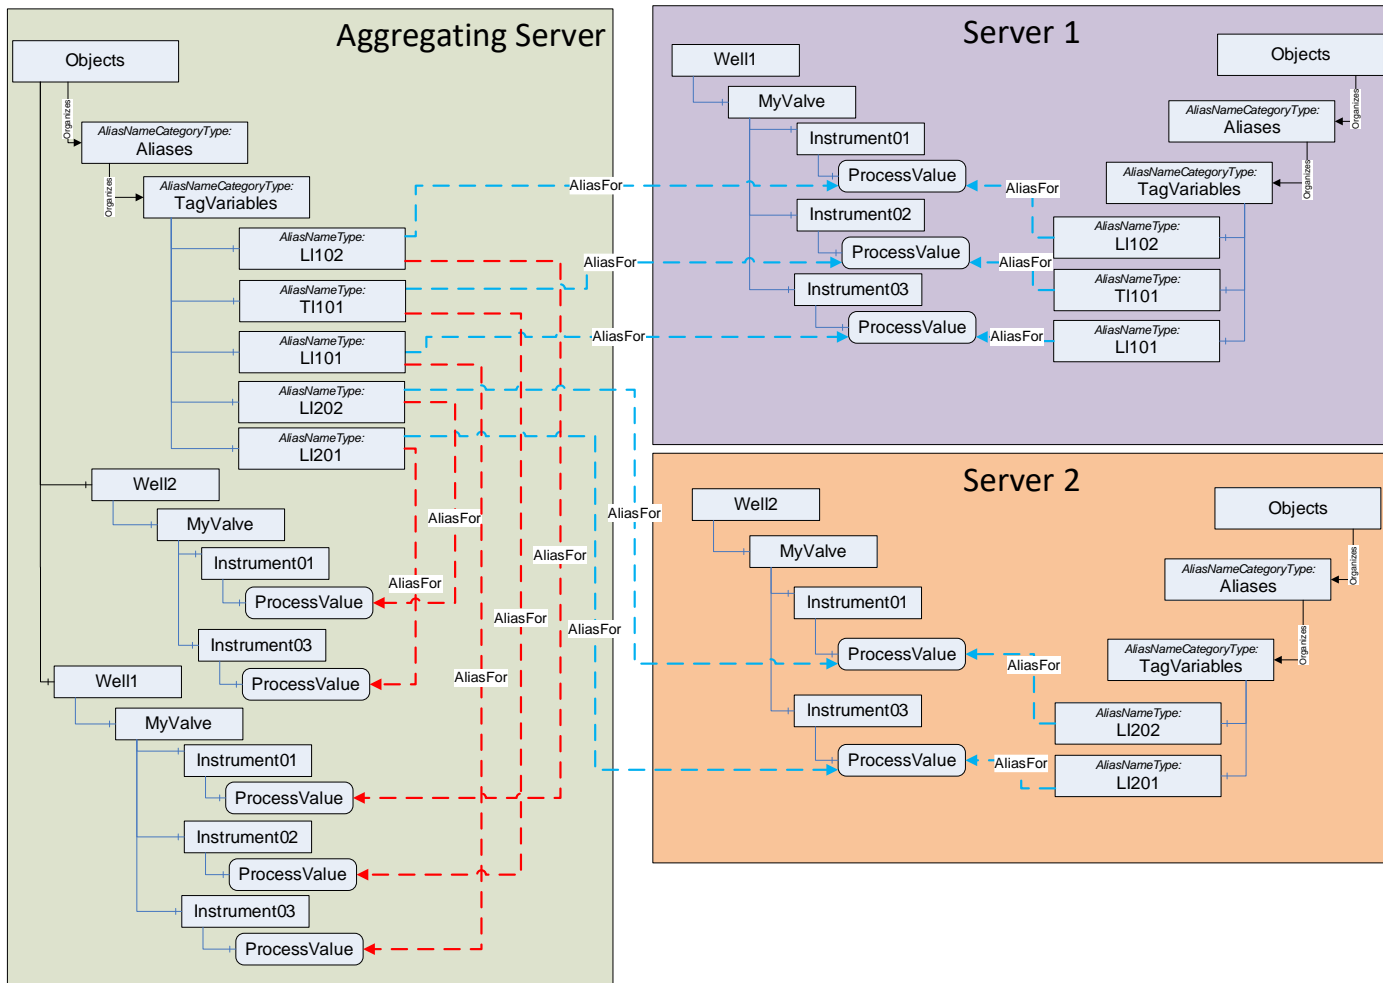 Aggregating Server
Objects
Organizes
AliasNameCategoryType:
Aliases
Organizes
AliasNameCategoryType:
TagVariables
AliasNameType:
LI102
AliasNameType:
TI101
AliasNameType:
LI101
AliasNameType:
LI202
AliasNameType:
LI201
Well2
MyValve
Instrument01
ProcessValue
Instrument03
ProcessValue
Well1
MyValve
Instrument01
ProcessValue
Instrument02
ProcessValue
Instrument03
ProcessValue
AliasFor
AliasFor
AliasFor
AliasFor
AliasFor
AliasFor
AliasFor
AliasFor
AliasFor
AliasFor
Server 1
Well1
MyValve
Instrument01
ProcessValue
Instrument02
ProcessValue
Instrument03
ProcessValue
AliasFor
AliasFor
AliasFor
Objects
Organizes
AliasNameCategoryType:
Aliases
Organizes
AliasNameCategoryType:
TagVariables
AliasNameType:
LI102
AliasNameType:
TI101
AliasNameType:
LI101
Server 2
Well2
MyValve
Instrument01
ProcessValue
Instrument03
ProcessValue
AliasFor
AliasFor
Objects
Organizes
AliasNameCategoryType:
Aliases
Organizes
AliasNameCategoryType:
TagVariables
AliasNameType:
LI202
AliasNameType:
LI201